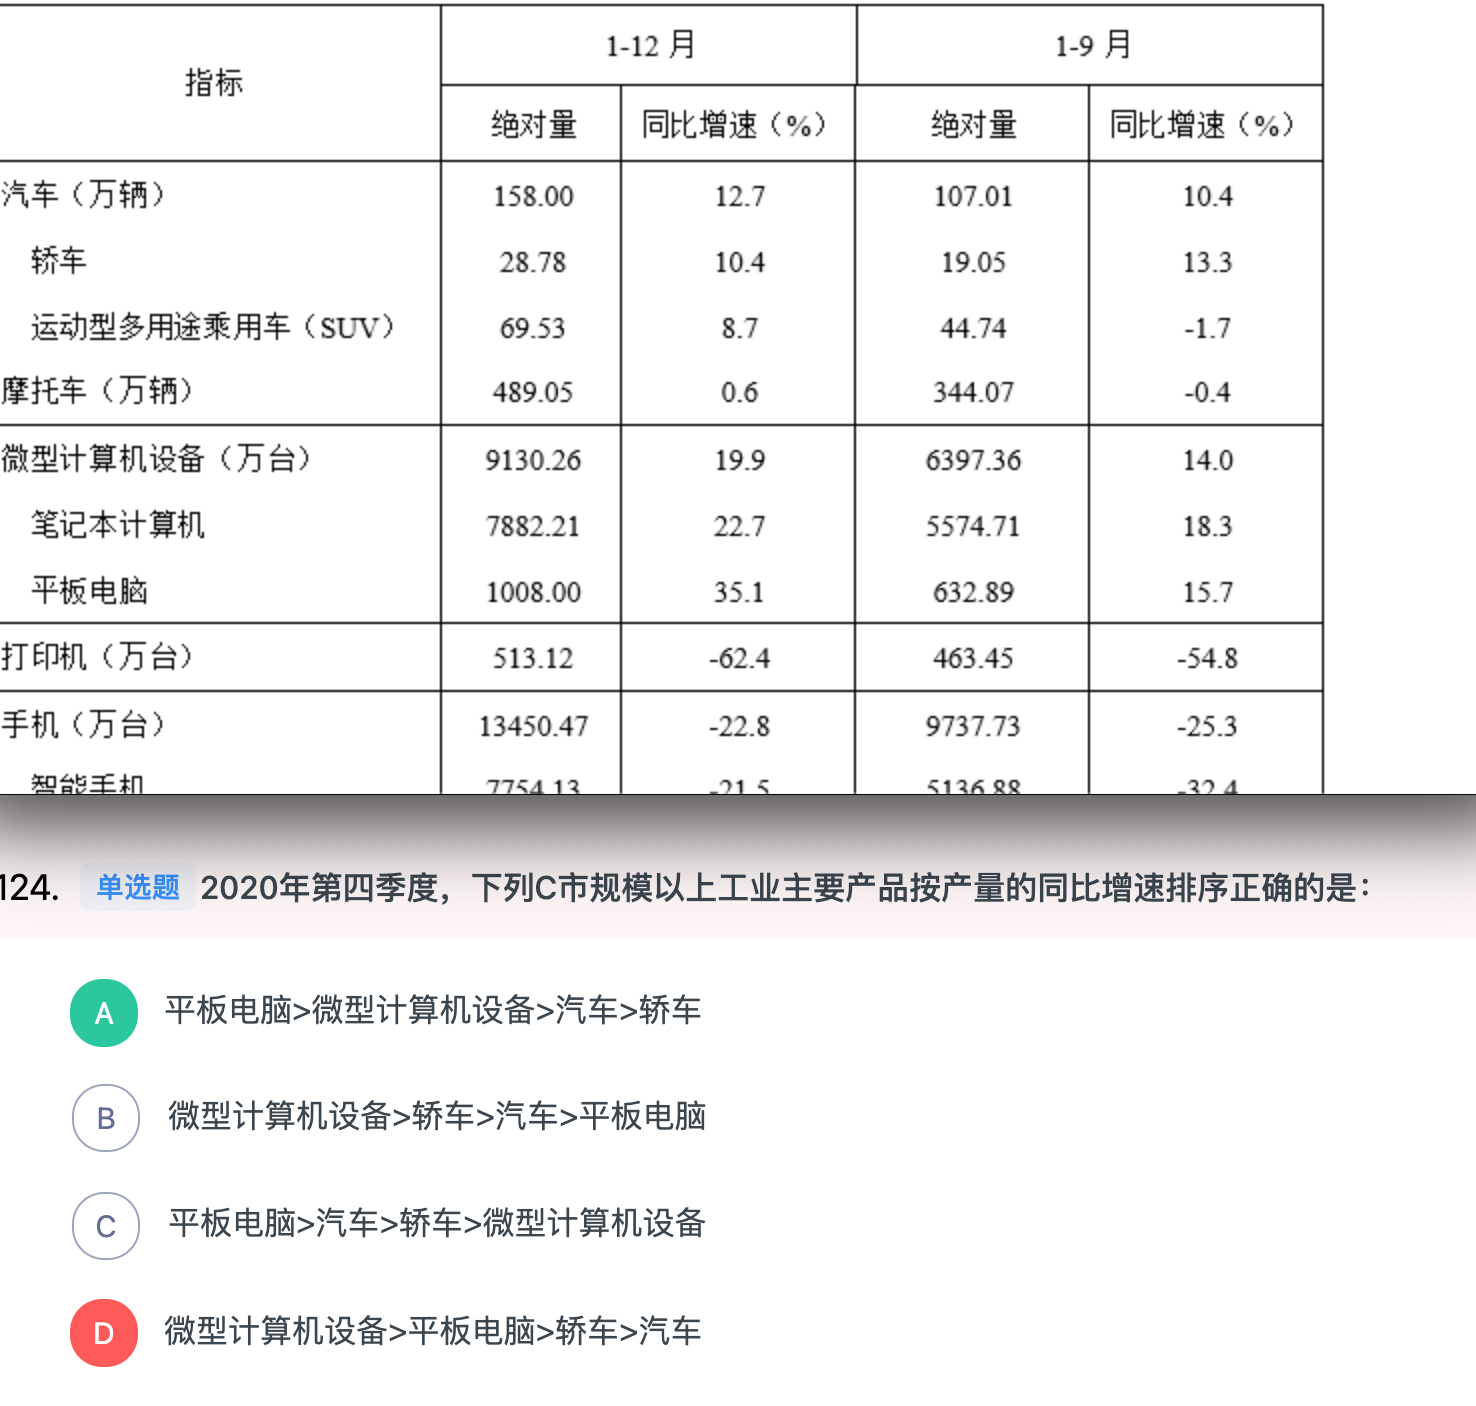 指标 1-12 月 1-9 月
绝对量 同比增速（%） 绝对量 同比增速（%）
汽车（万辆） 158.00 12.7 107.01 10.4
轿车 28.78 10.4 19.05 13.3
运动型多用途乘用车（SUV） 69.53 8.7 44.74 -1.7
摩托车（万辆） 489.05 0.6 344.07 -0.4
微型计算机设备（万台） 9130.26 19.9 6397.36 14.0
笔记本计算机 7882.21 22.7 5574.71 18.3
平板电脑 1008.00 35.1 632.89 15.7
打印机（万台） 513.12 -62.4 463.45 -54.8
手机（万台） 13450.47 -22.8 9737.73 -25.3
智能手机 7754.13 -21.5 5136.88 -32.4
124. 单选题 2020年第四季度，下列C市规模以上工业主要产品按产量的同比增速排序正确的是：
A 平板电脑>微型计算机设备>汽车>轿车
B 微型计算机设备>轿车>汽车>平板电脑
C 平板电脑>汽车>轿车>微型计算机设备
D 微型计算机设备>平板电脑>轿车>汽车